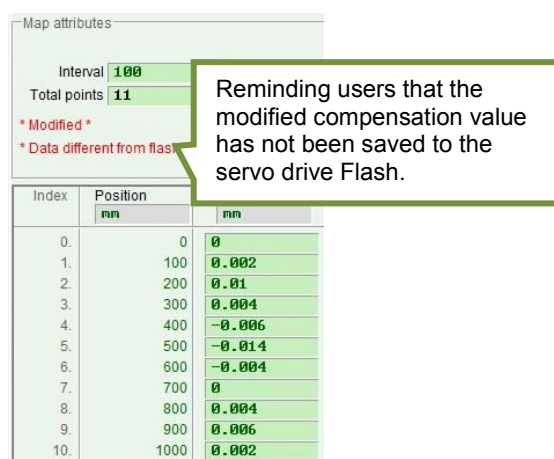 Map attributes
Interval 100
Total points 11
* Modified *
* Data different from flas
Reminding users that the
modified compensation value
has not been saved to the
servo drive Flash.
Index Position
mm mm
0. 0 0
1. 100 0.002
2. 200 0.01
3. 300 0.004
4. 400 -0.006
5. 500 -0.014
6. 600 -0.004
7. 700 0
8. 800 0.004
9. 900 0.006
10. 1000 0.002